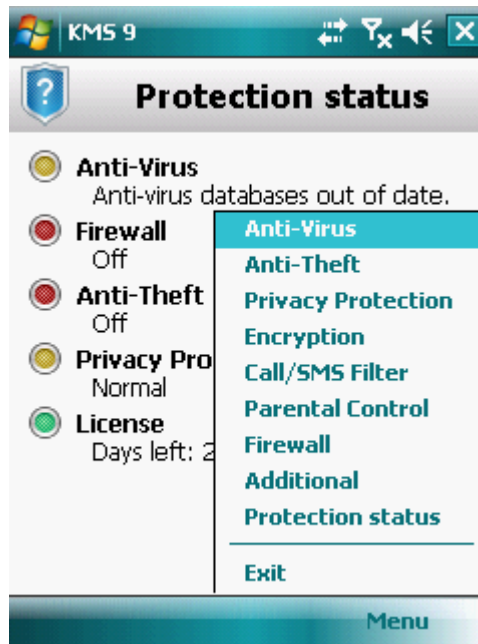 KMS 9
Protection status
Anti-Virus
Anti-virus databases out of date.
Firewall
Off
Anti-Theft
Off
Privacy Pro
Normal
License
Days left: 2
Anti-Virus
Anti-Theft
Privacy Protection
Encryption
Call/SMS Filter
Parental Control
Firewall
Additional
Protection status
Exit
Menu